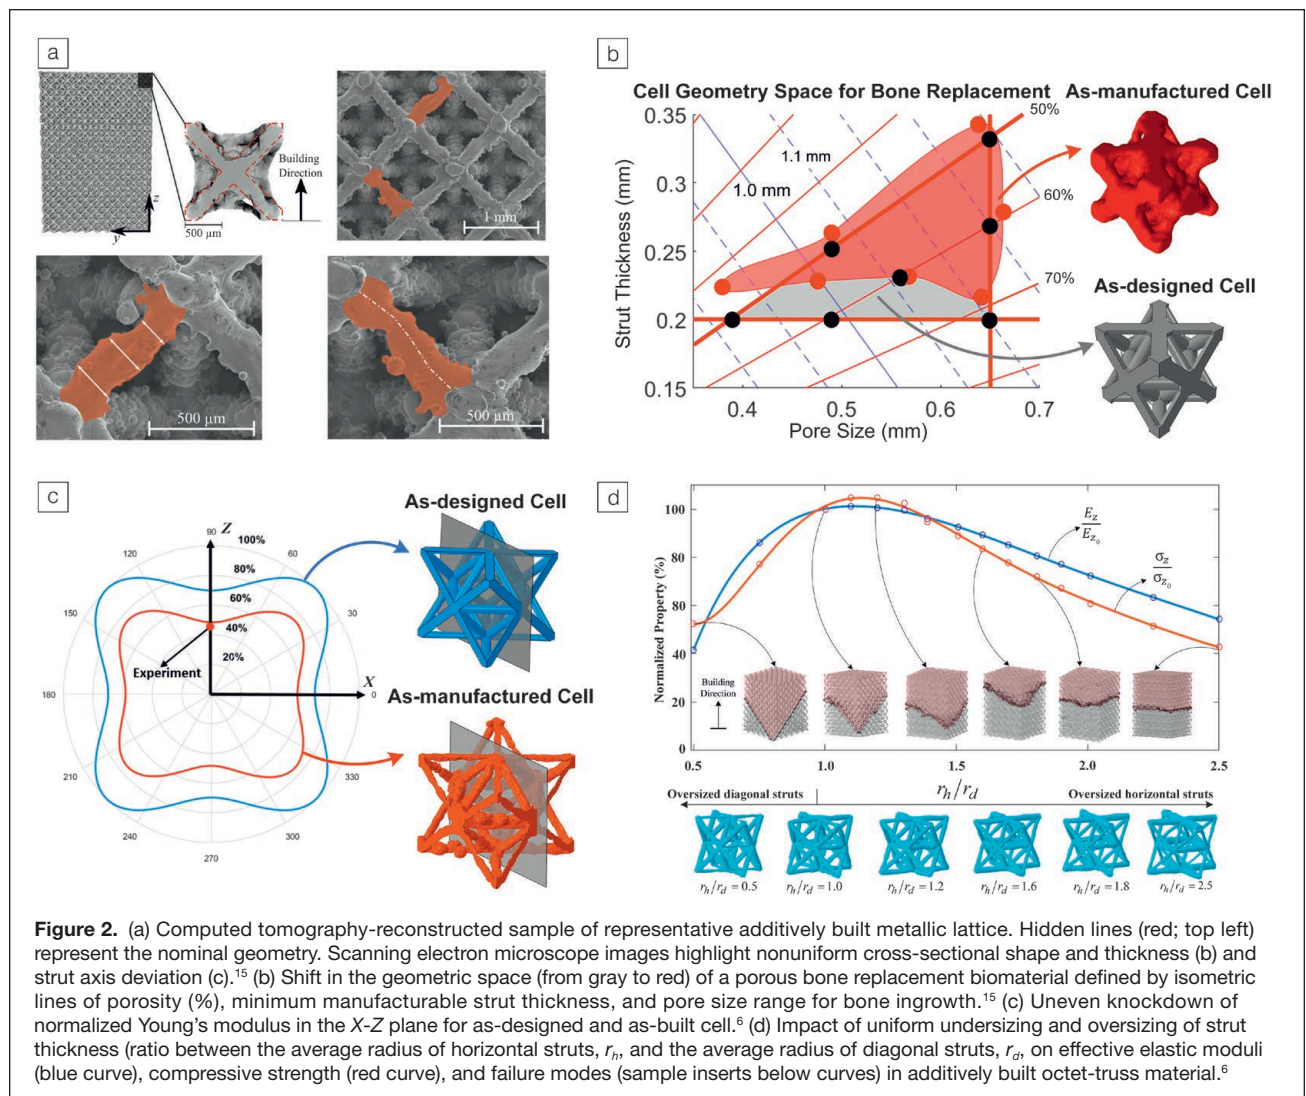 a
z
y
500 µm
Building
Direction
1 mm
500 µm
500 µm
b
Cell Geometry Space for Bone Replacement
As-manufactured Cell
0.35
0.3
0.25
0.2
0.15
Strut Thickness (mm)
1.1 mm
1.0 mm
50%
60%
70%
0.4
0.5
0.6
0.7
Pore Size (mm)
As-designed Cell
c
As-designed Cell
90
Z
100%
80%
60%
40%
20%
120
60
150
30
180
X
0
210
330
240
300
270
Experiment
As-manufactured Cell
d
100
80
60
40
20
0
Normalized Property (%)
E_z
E_z₀
σ_z
σ_z₀
Building
Direction
0.5
1.0
1.5
2.0
2.5
r_h/r_d
Oversized diagonal struts
Oversized horizontal struts
r_h/r_d = 0.5
r_h/r_d = 1.0
r_h/r_d = 1.2
r_h/r_d = 1.6
r_h/r_d = 1.8
r_h/r_d = 2.5
Figure 2. (a) Computed tomography-reconstructed sample of representative additively built metallic lattice. Hidden lines (red; top left)
represent the nominal geometry. Scanning electron microscope images highlight nonuniform cross-sectional shape and thickness (b) and
strut axis deviation (c).¹⁵ (b) Shift in the geometric space (from gray to red) of a porous bone replacement biomaterial defined by isometric
lines of porosity (%), minimum manufacturable strut thickness, and pore size range for bone ingrowth.¹⁵ (c) Uneven knockdown of
normalized Young’s modulus in the X-Z plane for as-designed and as-built cell.⁶ (d) Impact of uniform undersizing and oversizing of strut
thickness (ratio between the average radius of horizontal struts, r_h, and the average radius of diagonal struts, r_d, on effective elastic moduli
(blue curve), compressive strength (red curve), and failure modes (sample inserts below curves) in additively built octet-truss material.⁶